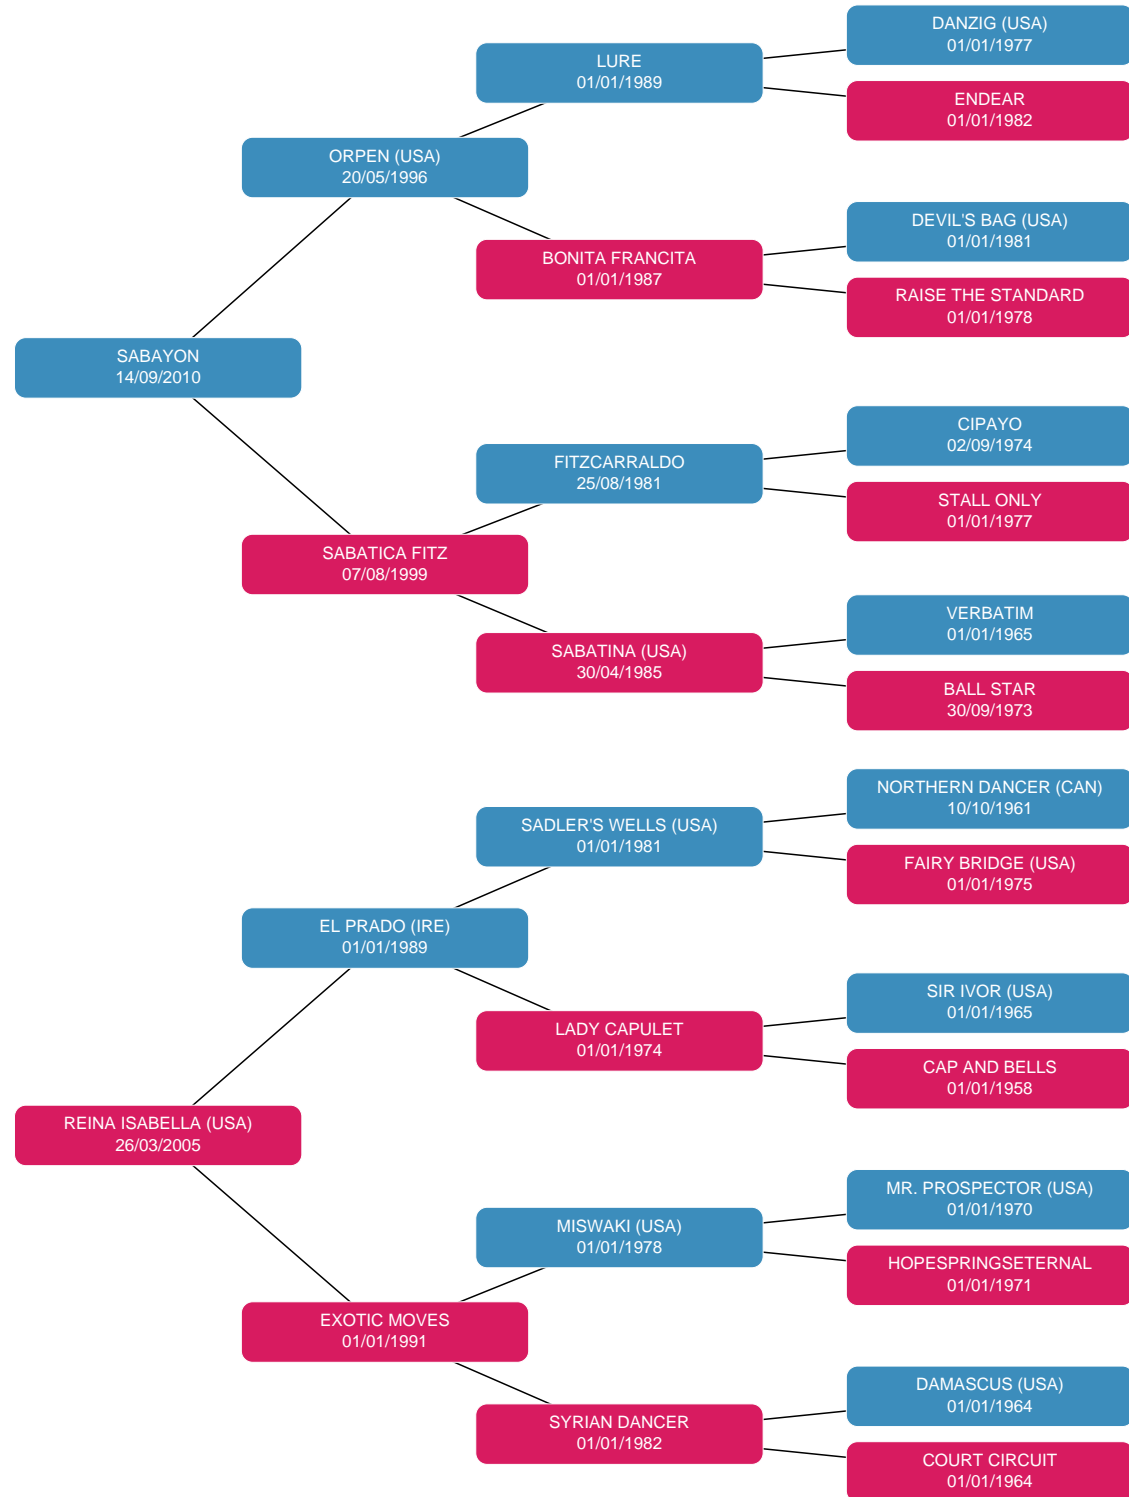 DANZIG (USA)
01/01/1977
LURE
01/01/1989
ENDEAR
01/01/1982
ORPEN (USA)
20/05/1996
DEVIL'S BAG (USA)
01/01/1981
BONITA FRANCITA
01/01/1987
RAISE THE STANDARD
01/01/1978
SABAYON
14/09/2010
CIPAYO
02/09/1974
FITZCARRALDO
25/08/1981
STALL ONLY
01/01/1977
SABATICA FITZ
07/08/1999
VERBATIM
01/01/1965
SABATINA (USA)
30/04/1985
BALL STAR
30/09/1973
NORTHERN DANCER (CAN)
10/10/1961
SADLER'S WELLS (USA)
01/01/1981
FAIRY BRIDGE (USA)
01/01/1975
EL PRADO (IRE)
01/01/1989
SIR IVOR (USA)
01/01/1965
LADY CAPULET
01/01/1974
CAP AND BELLS
01/01/1958
REINA ISABELLA (USA)
26/03/2005
MR. PROSPECTOR (USA)
01/01/1970
MISWAKI (USA)
01/01/1978
HOPESPRINGSETERNAL
01/01/1971
EXOTIC MOVES
01/01/1991
DAMASCUS (USA)
01/01/1964
SYRIAN DANCER
01/01/1982
COURT CIRCUIT
01/01/1964